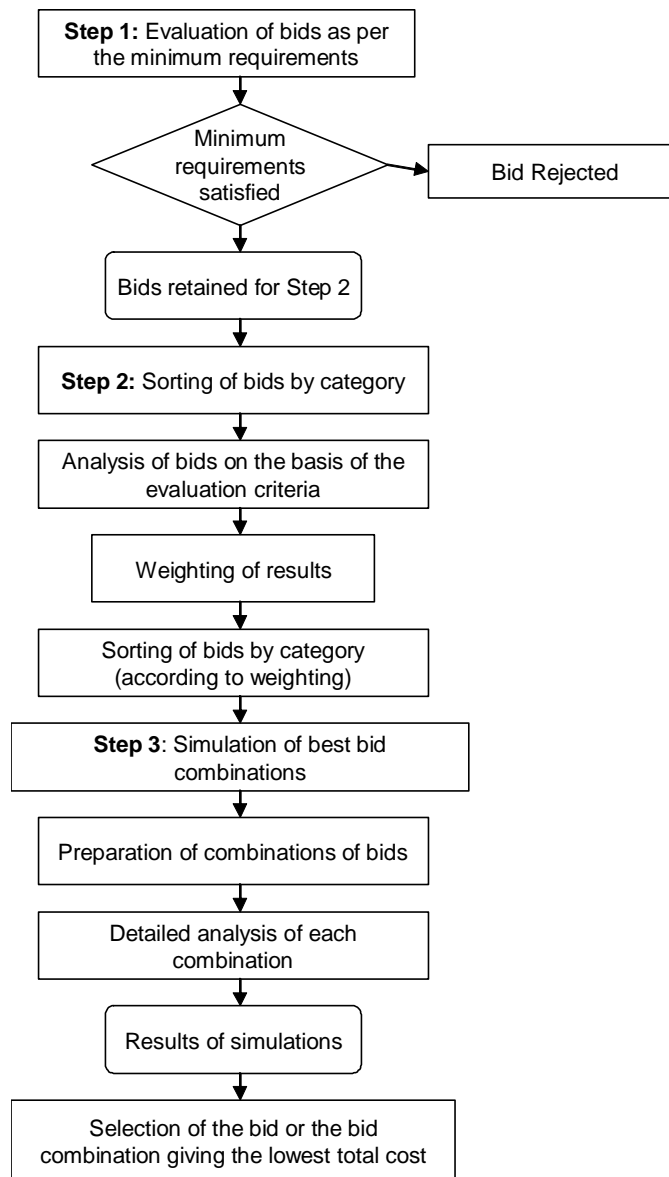 Step 1: Evaluation of bids as per
the minimum requirements
Minimum
requirements
satisfied
Bid Rejected
Bids retained for Step 2
Step 2: Sorting of bids by category
Analysis of bids on the basis of the
evaluation criteria
Weighting of results
Sorting of bids by category
(according to weighting)
Step 3: Simulation of best bid
combinations
Preparation of combinations of bids
Detailed analysis of each
combination
Results of simulations
Selection of the bid or the bid
combination giving the lowest total cost